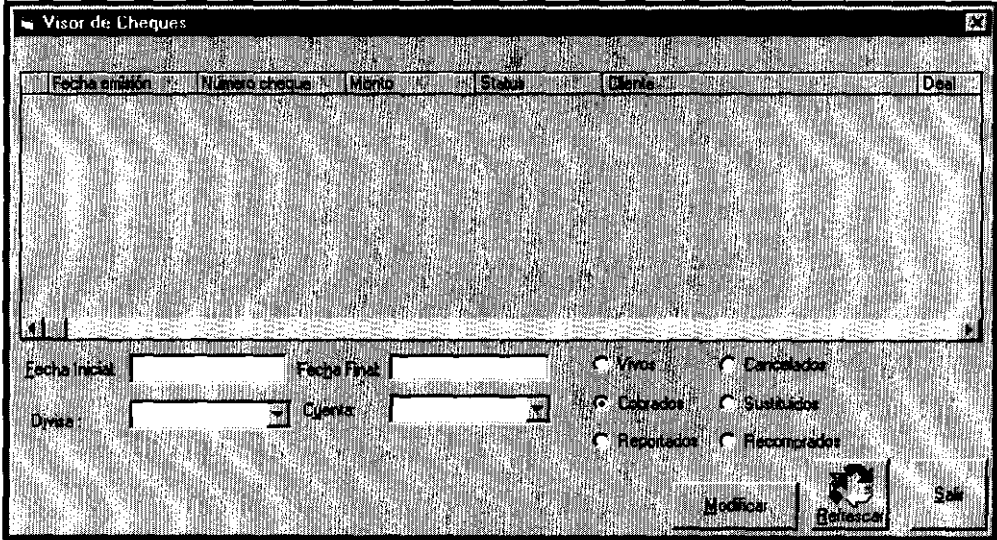 Visor de Cheques
Fecha emisión Número cheque Monto Status Cliente Deal
Fecha Inicial: Fecha Final: Vivos Cancelados
Divisa : Cuenta: Cobrados Sustituidos
Reportados Recomprados
Modificar Refrescar Salir